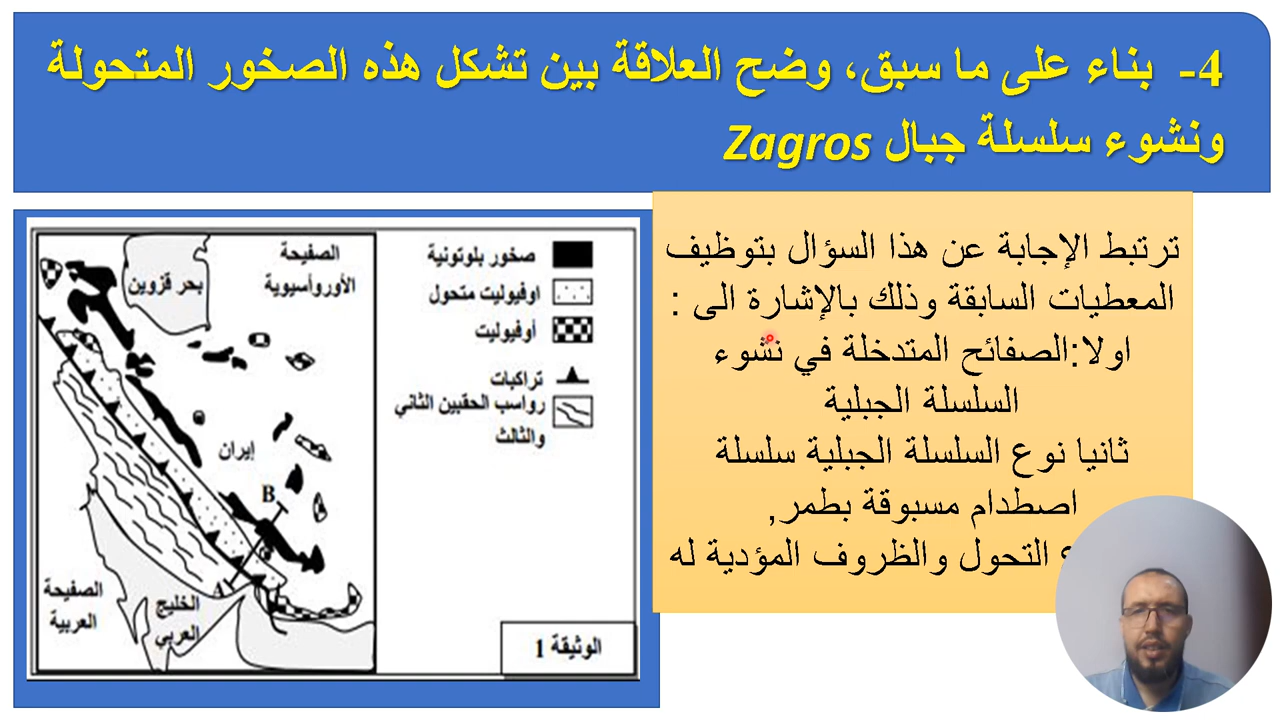 4- بناء على ما سبق، وضح العلاقة بين تشكل هذه الصخور المتحولة
ونشوء سلسلة جبال Zagros
ترتبط الإجابة عن هذا السؤال بتوظيف
المعطيات السابقة وذلك بالإشارة الى :
اولا:الصفائح المتدخلة في نشوء
السلسلة الجبلية
ثانيا نوع السلسلة الجبلية سلسلة
اصطدام مسبوقة بطمر,
التحول والظروف المؤدية له
الصفيحة
الأوروأسيوية
بحر قزوين
إيران
B
A
الصفيحة
العربية
الخليج
العربي
صخور بلوتونية
اوفيوليت متحول
أوفيوليت
تراكبات
رواسب الحقبين الثاني
والثالث
الوثيقة 1